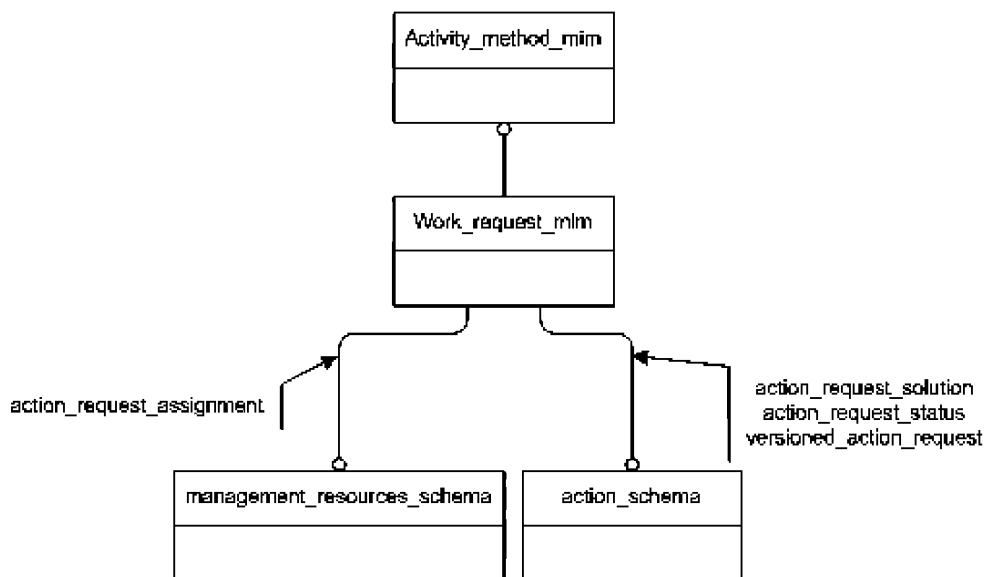 Activity_method_mim
Work_request_mim
action_request_assignment
action_request_solution
action_request_status
versioned_action_request
management_resources_schema
action_schema